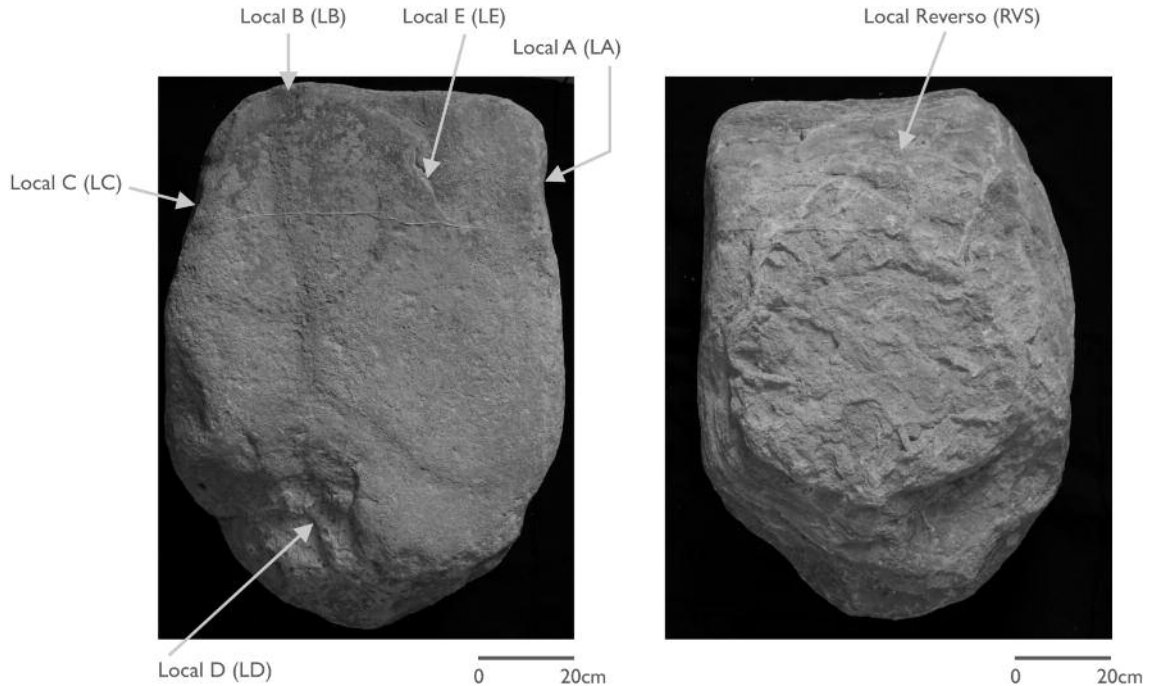 Local B (LB)
Local E (LE)
Local A (LA)
Local Reverso (RVS)
Local C (LC)
Local D (LD)
0 20cm
0 20cm